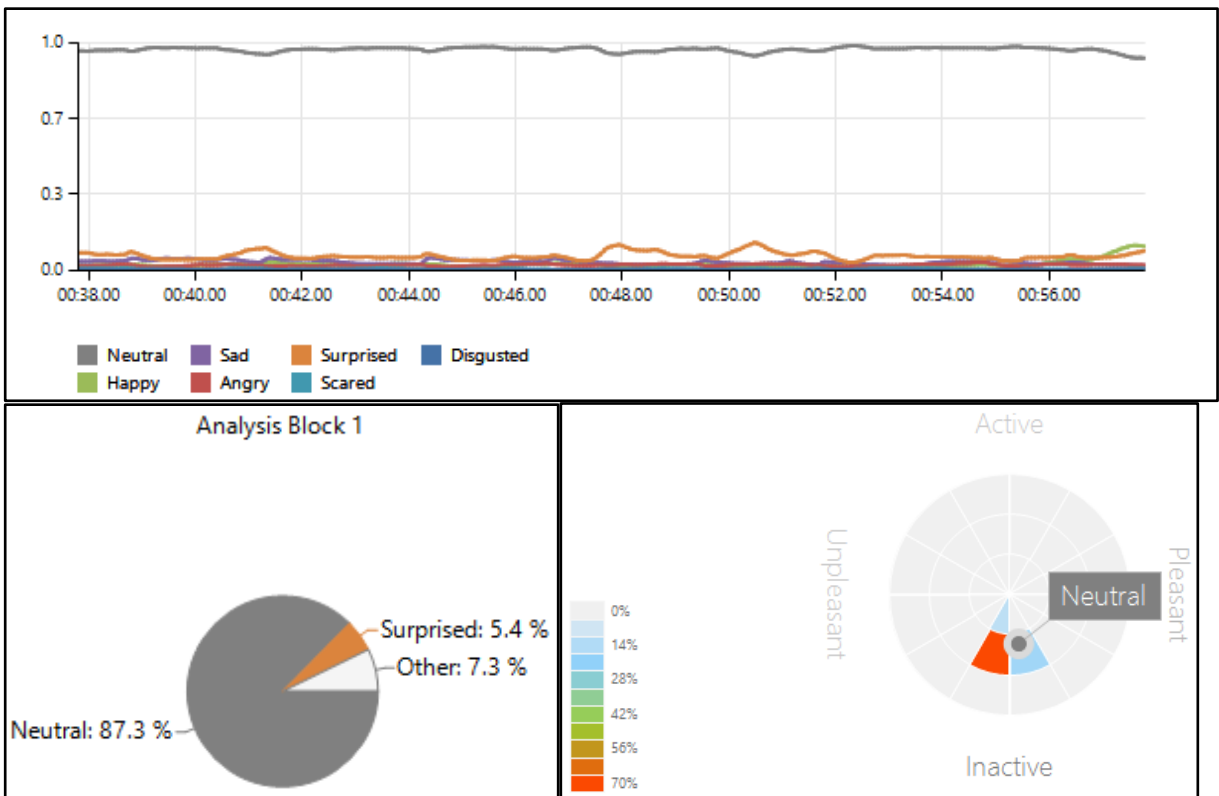 1.0
0.7
0.3
0.0
00:38.00 00:40.00 00:42.00 00:44.00 00:46.00 00:48.00 00:50.00 00:52.00 00:54.00 00:56.00
Neutral Sad Surprised Disgusted
Happy Angry Scared
Analysis Block 1
Surprised: 5.4 %
Other: 7.3 %
Neutral: 87.3 %
Active
Unpleasant
Pleasant
Neutral
Inactive
0%
14%
28%
42%
56%
70%